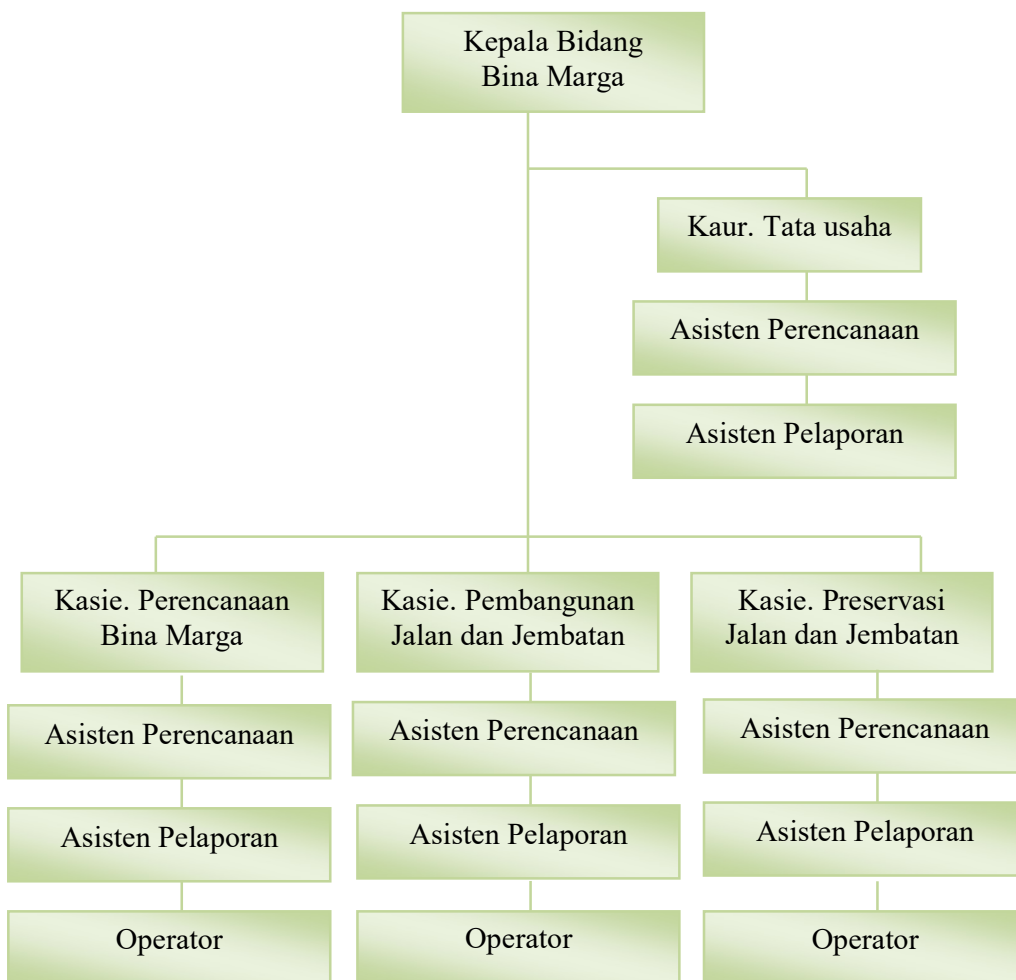 Kepala Bidang
Bina Marga
Kaur. Tata usaha
Asisten Perencanaan
Asisten Pelaporan
Kasie. Perencanaan
Bina Marga
Kasie. Pembangunan
Jalan dan Jembatan
Kasie. Preservasi
Jalan dan Jembatan
Asisten Perencanaan
Asisten Perencanaan
Asisten Perencanaan
Asisten Pelaporan
Asisten Pelaporan
Asisten Pelaporan
Operator
Operator
Operator